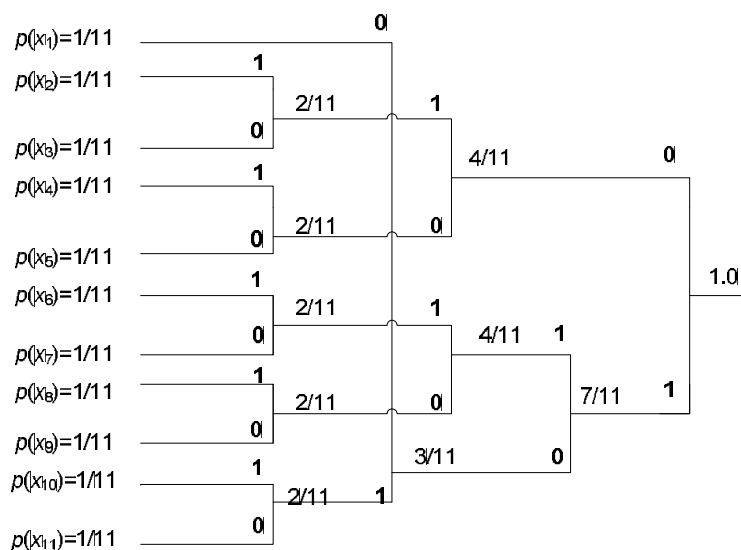 0
p(x1)=1/11
1
p(x2)=1/11
2/11
1
0
p(x3)=1/11
4/11
0
1
p(x4)=1/11
2/11
0
0
p(x5)=1/11
1
1.0
p(x6)=1/11
2/11
1
0
4/11
1
p(x7)=1/11
1
p(x8)=1/11
2/11
0
7/11
1
0
p(x9)=1/11
1
3/11
0
p(x10)=1/11
2/11
1
0
p(x11)=1/11